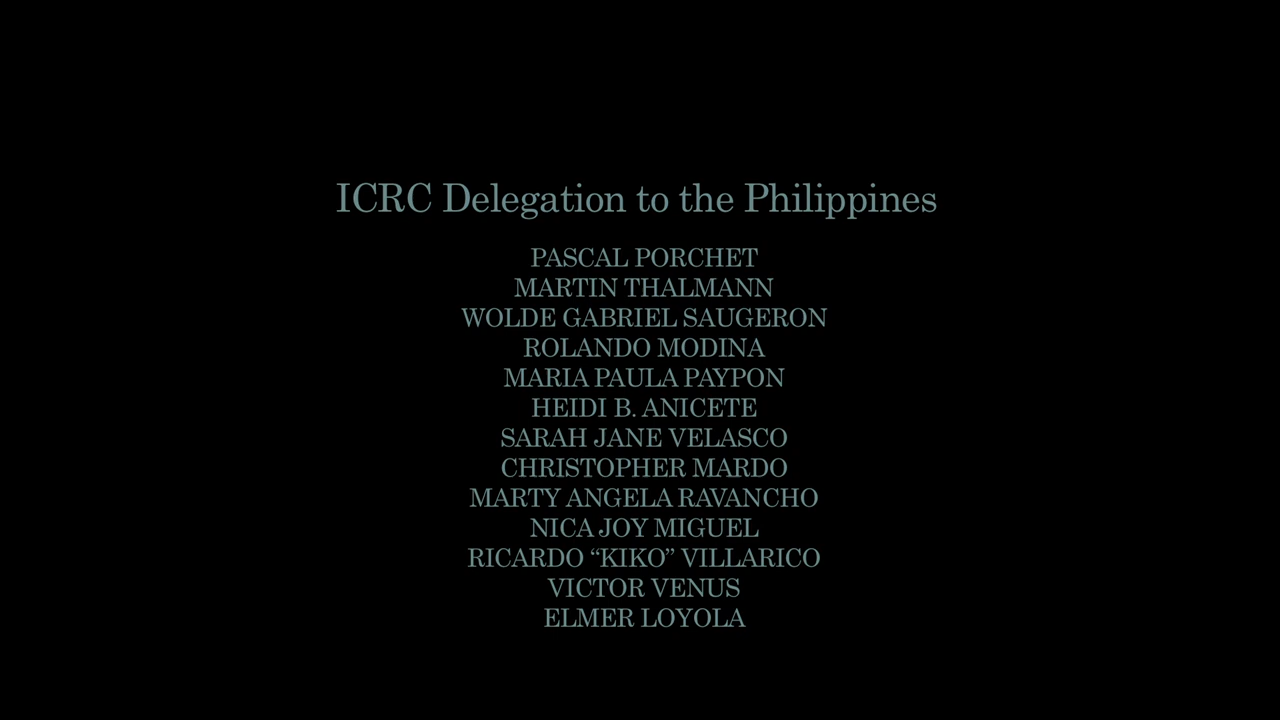 ICRC Delegation to the Philippines
PASCAL PORCHET
MARTIN THALMANN
WOLDE GABRIEL SAUGERON
ROLANDO MODINA
MARIA PAULA PAYPON
HEIDI B. ANICETE
SARAH JANE VELASCO
CHRISTOPHER MARDO
MARTY ANGELA RAVANCHO
NICA JOY MIGUEL
RICARDO “KIKO” VILLARICO
VICTOR VENUS
ELMER LOYOLA